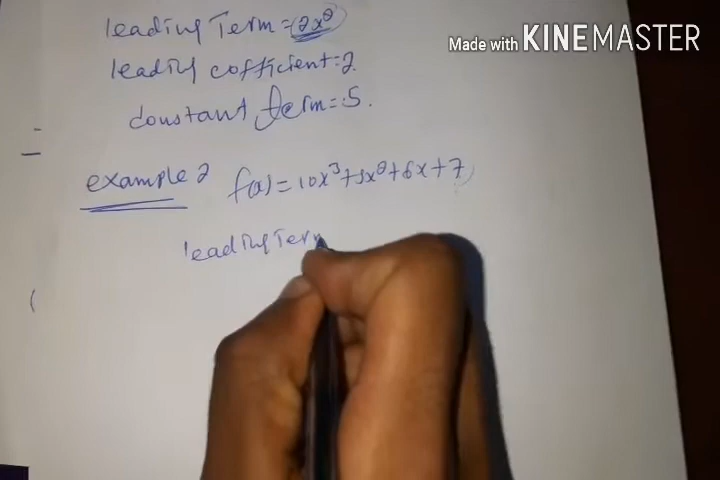 leading Term = 2x²
Made with KINEMASTER
leading cofficient = 2
constant term = 5.
example 2 f(x) = 10x³ + 5x² + 6x + 7
leading Term